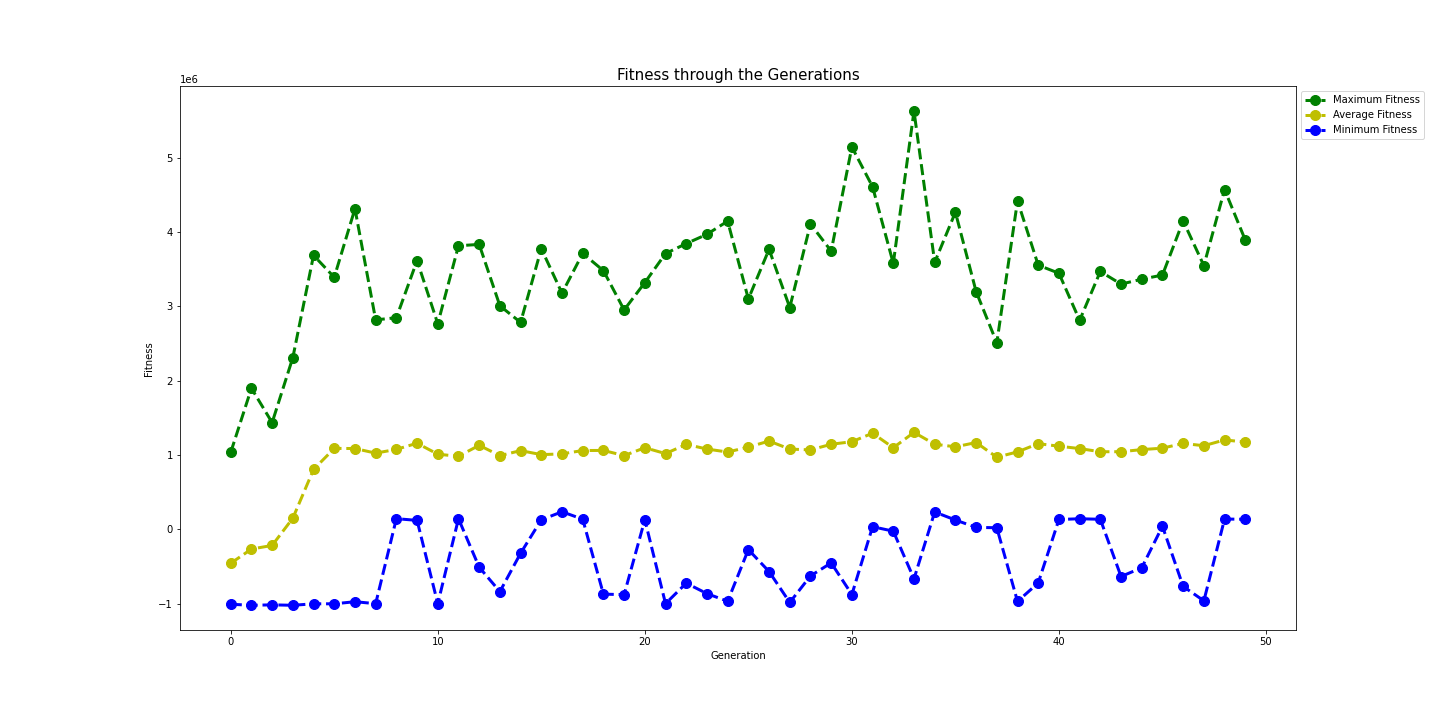 Fitness through the Generations
1e6
Maximum Fitness
Average Fitness
Minimum Fitness
5
4
3
2
1
0
−1
Fitness
0 10 20 30 40 50
Generation